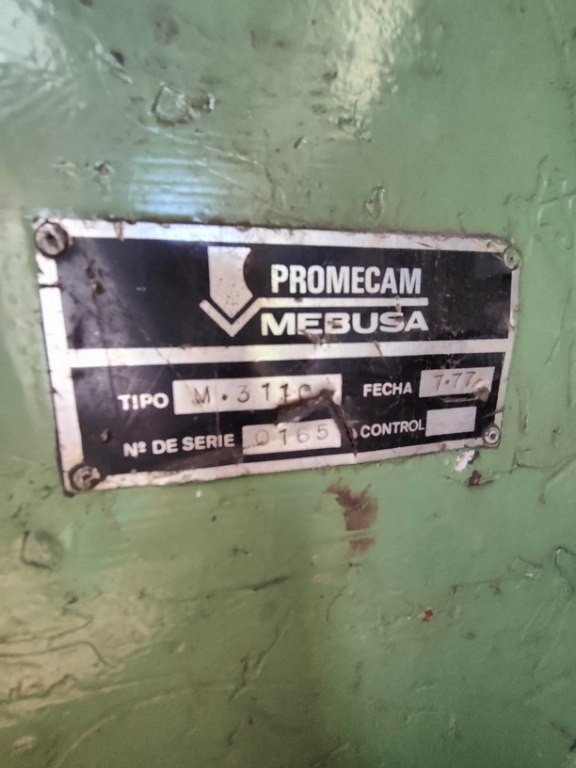 PROMECAM
MEBUSA
TIPO M.3110 FECHA 7.77
Nº DE SERIE 0165 CONTROL